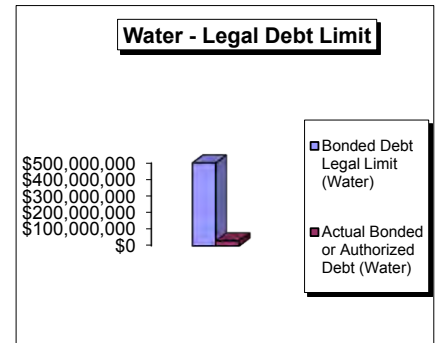 Water - Legal Debt Limit
$500,000,000
$400,000,000
$300,000,000
$200,000,000
$100,000,000
$0
Bonded Debt
Legal Limit
(Water)
Actual Bonded
or Authorized
Debt (Water)